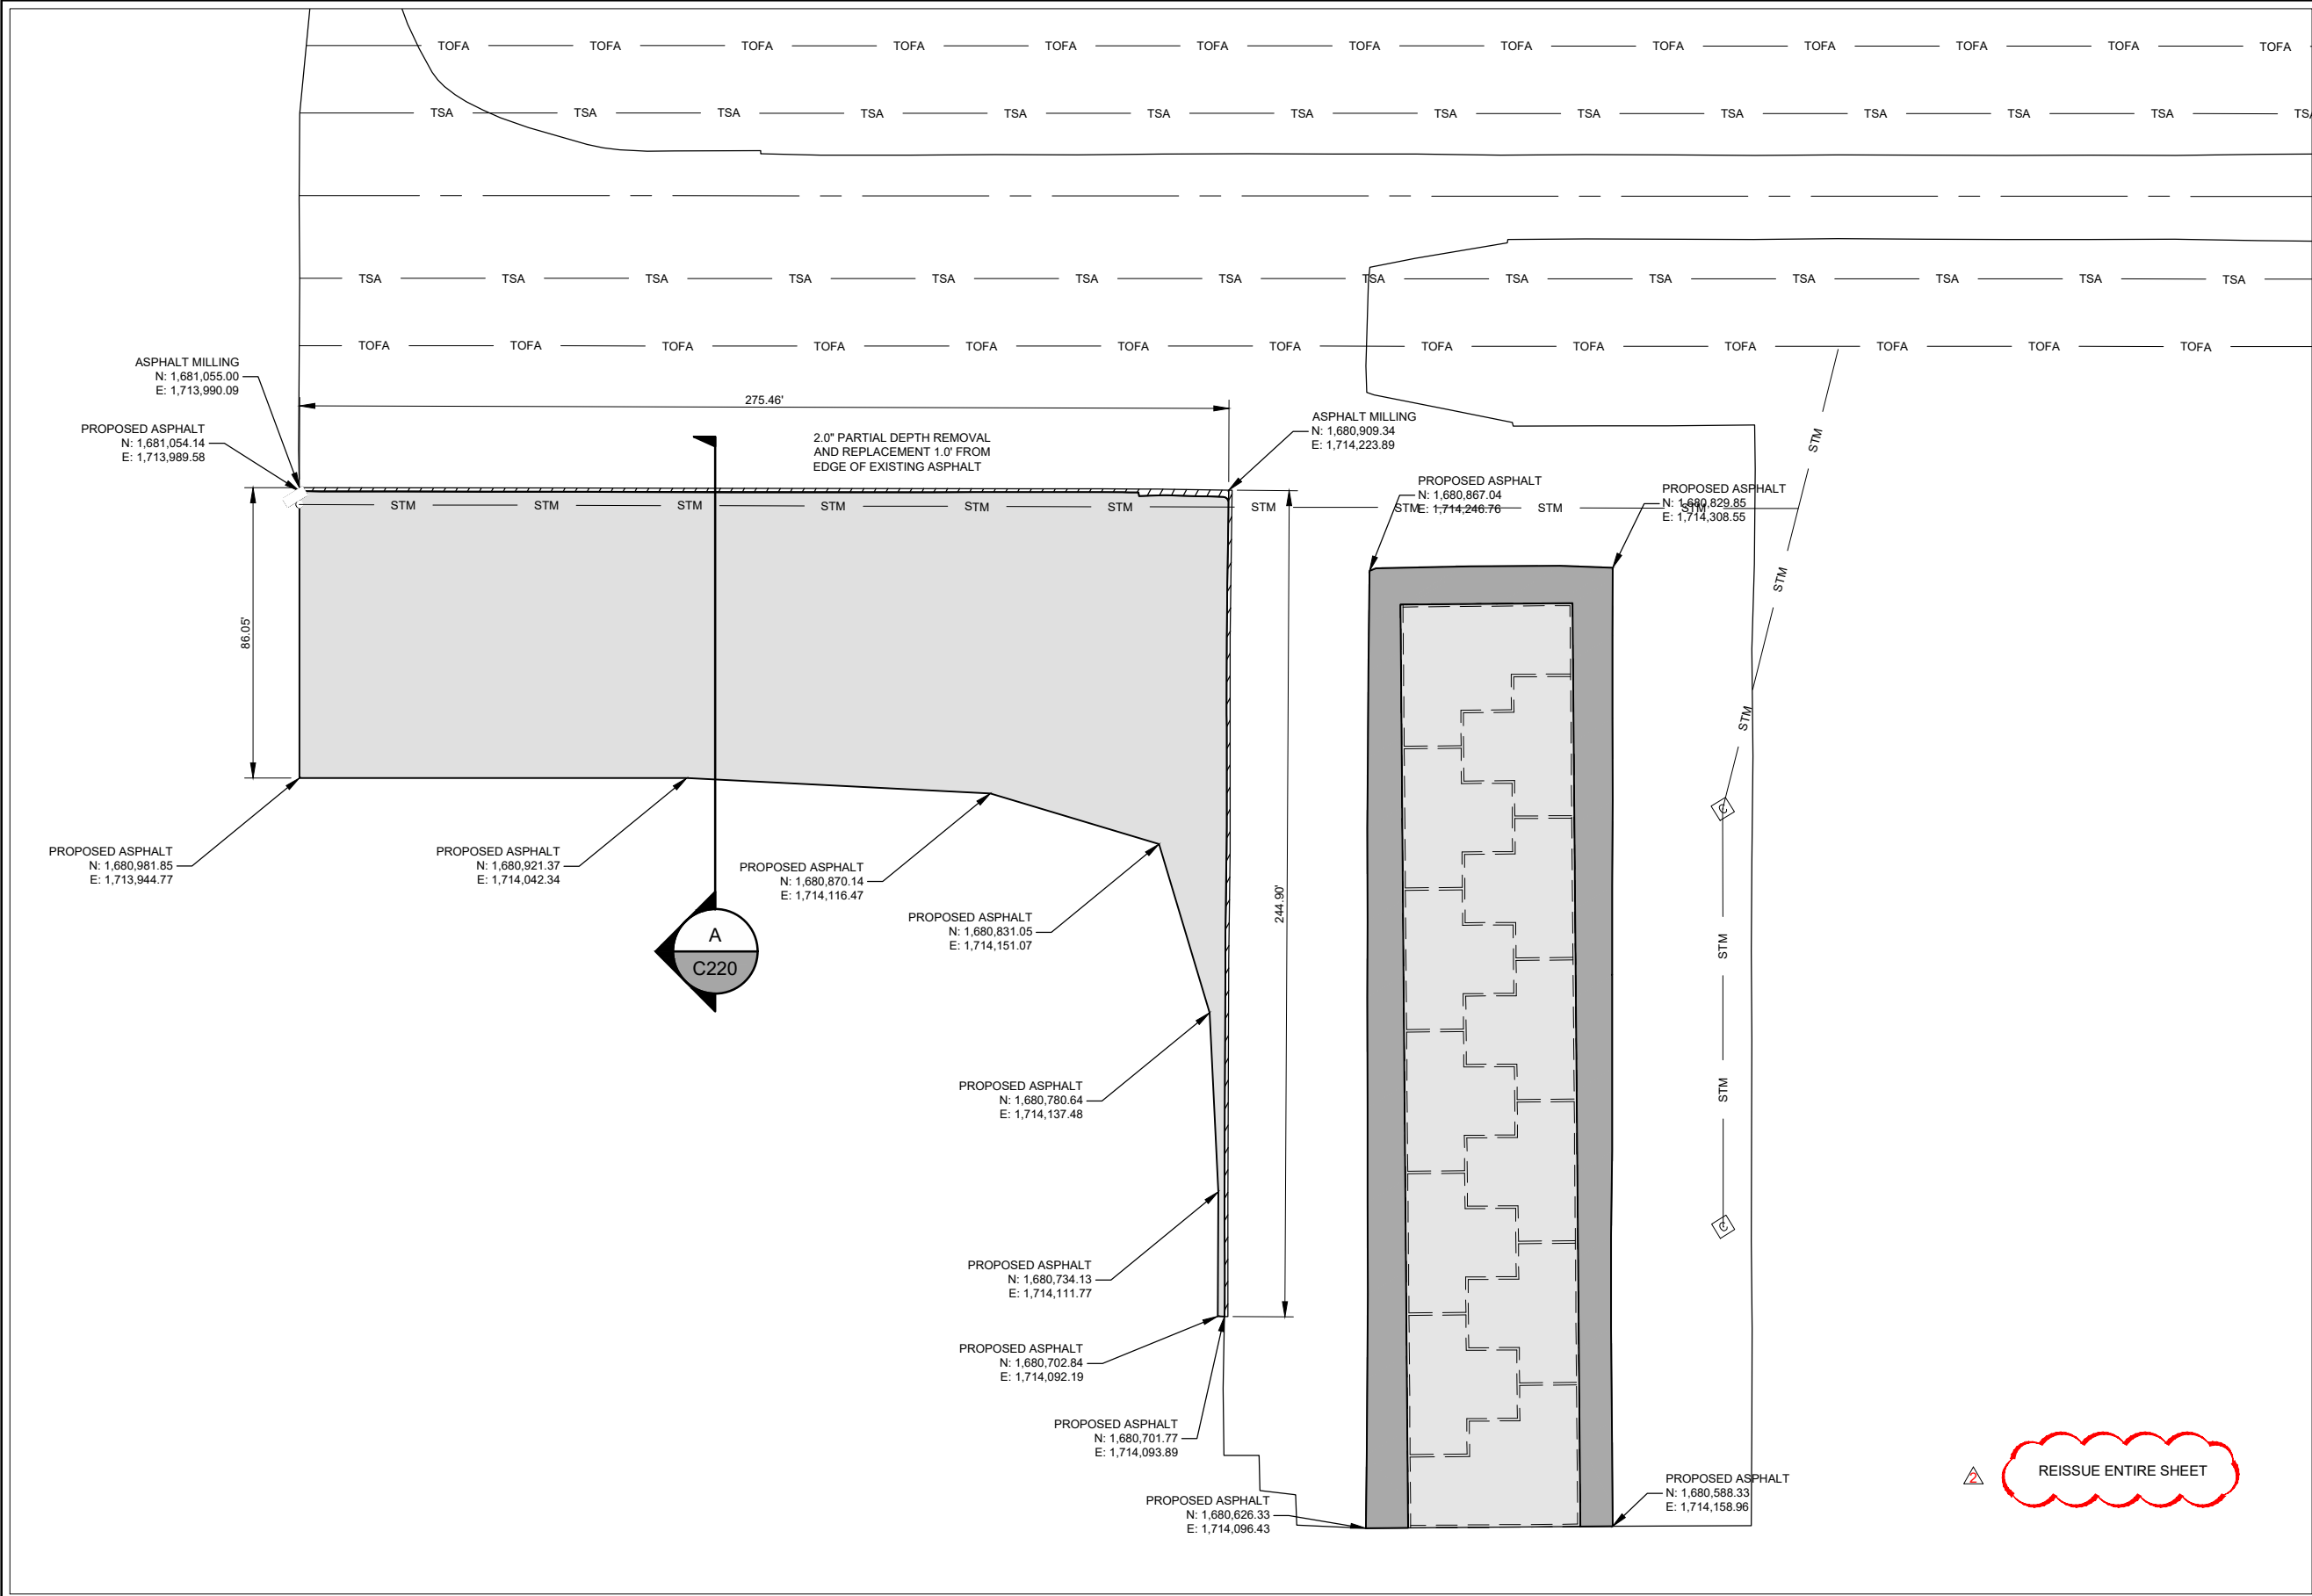 TOFA TOFA TOFA TOFA TOFA TOFA TOFA TOFA TOFA TOFA TOFA TOFA TOFA
TSA TSA TSA TSA TSA TSA TSA TSA TSA TSA TSA TSA TSA TSA
TSA TSA TSA TSA TSA TSA TSA TSA TSA TSA TSA TSA TSA TSA
TOFA TOFA TOFA TOFA TOFA TOFA TOFA TOFA TOFA TOFA TOFA TOFA TOFA
ASPHALT MILLING
N: 1,681,055.00
E: 1,713,990.09
PROPOSED ASPHALT
N: 1,681,054.14
E: 1,713,989.58
275.46'
2.0" PARTIAL DEPTH REMOVAL
AND REPLACEMENT 1.0' FROM
EDGE OF EXISTING ASPHALT
ASPHALT MILLING
N: 1,680,909.34
E: 1,714,223.89
PROPOSED ASPHALT
N: 1,680,867.04
E: 1,714,246.76
PROPOSED ASPHALT
N: 1,680,829.85
E: 1,714,308.55
STM STM STM STM STM STM STM STM STM STM
STM
STM
STM
86.05'
244.90'
C
STM
STM
C
PROPOSED ASPHALT
N: 1,680,981.85
E: 1,713,944.77
PROPOSED ASPHALT
N: 1,680,921.37
E: 1,714,042.34
PROPOSED ASPHALT
N: 1,680,870.14
E: 1,714,116.47
PROPOSED ASPHALT
N: 1,680,831.05
E: 1,714,151.07
A
C220
PROPOSED ASPHALT
N: 1,680,780.64
E: 1,714,137.48
PROPOSED ASPHALT
N: 1,680,734.13
E: 1,714,111.77
PROPOSED ASPHALT
N: 1,680,702.84
E: 1,714,092.19
PROPOSED ASPHALT
N: 1,680,701.77
E: 1,714,093.89
PROPOSED ASPHALT
N: 1,680,626.33
E: 1,714,096.43
PROPOSED ASPHALT
N: 1,680,588.33
E: 1,714,158.96
2
REISSUE ENTIRE SHEET